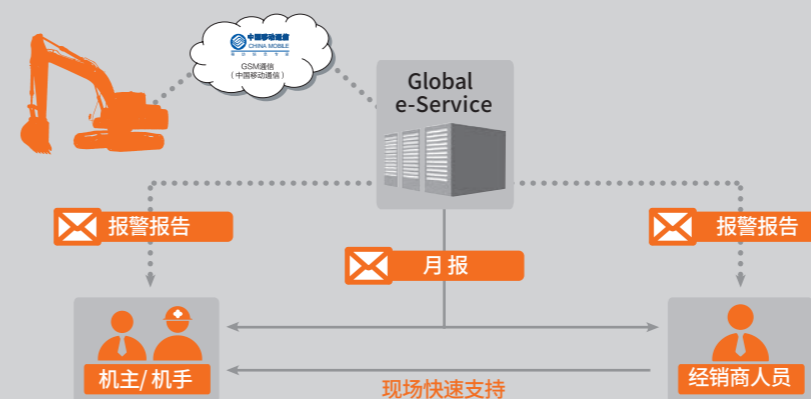 中国移动通信
CHINA MOBILE
GSM通信
（中国移动通信）
Global
e-Service
报警报告
报警报告
月报
机主/机手
经销商人员
现场快速支持